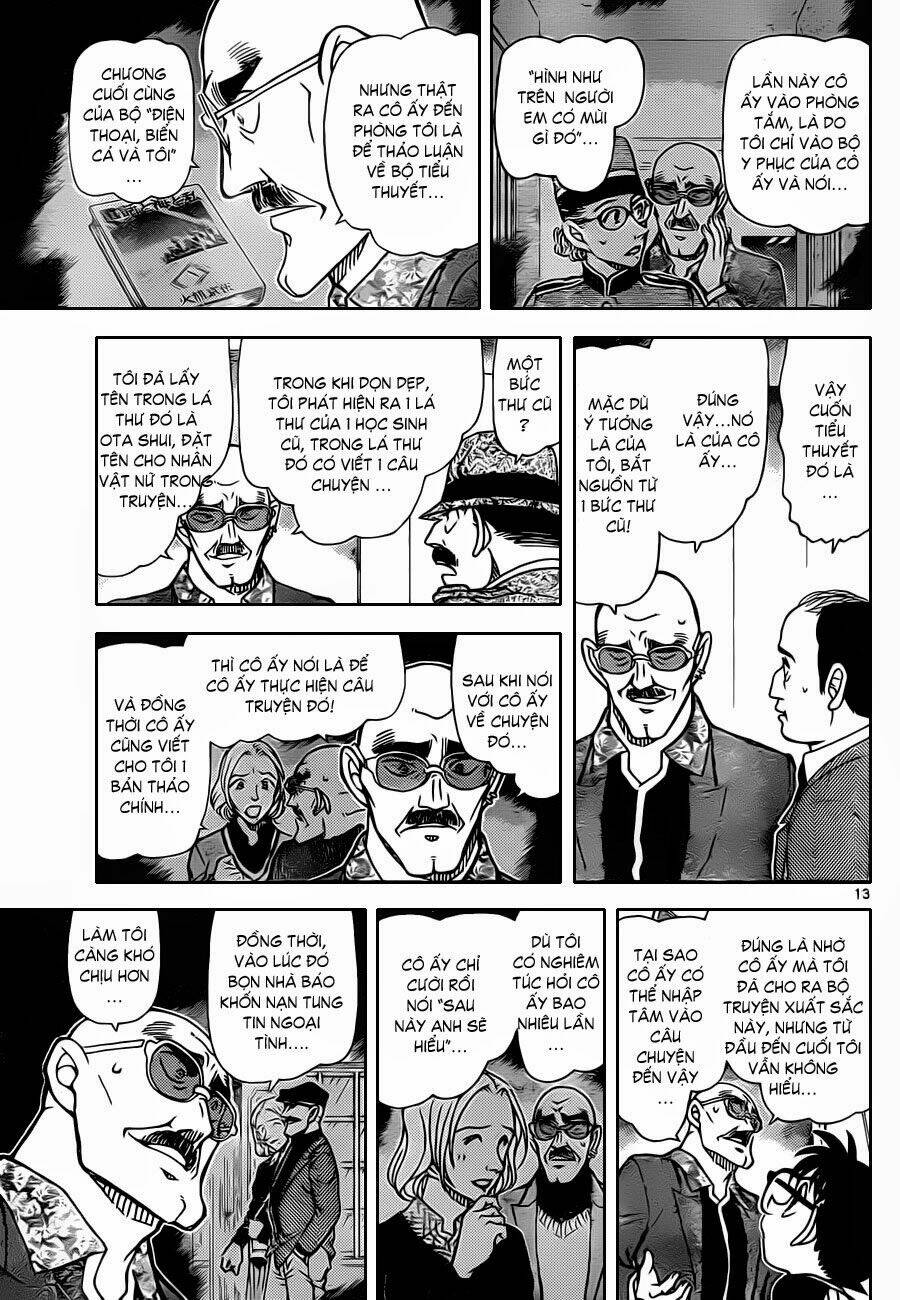 LẦN NÀY CÔ
ẤY VÀO PHÒNG
TẮM, LÀ DO
TÔI CHỈ VÀO BỘ
Y PHỤC CỦA CÔ
ẤY VÀ NÓI...
"HÌNH NHƯ
TRÊN NGƯỜI
EM CÓ MÙI
GÌ ĐÓ"...
NHƯNG THẬT
RA CÔ ẤY ĐẾN
PHÒNG TÔI LÀ
ĐỂ THẢO LUẬN
VỀ BỘ TIỂU
THUYẾT...
CHƯƠNG
CUỐI CÙNG
CỦA BỘ "ĐIỆN
THOẠI, BIỂN
CẢ VÀ TÔI"
...
VẬY
CUỐN
TIỂU
THUYẾT
ĐÓ LÀ
...
ĐÚNG
VẬY...NÓ
LÀ CỦA CÔ
ẤY...
MẶC DÙ
Ý TƯỞNG
LÀ CỦA
TÔI, BẮT
NGUỒN TỪ
1 BỨC THƯ
CŨ!
MỘT
BỨC
THƯ CŨ
?
TRONG KHI DỌN DẸP,
TÔI PHÁT HIỆN RA 1 LÁ
THƯ CỦA 1 HỌC SINH
CŨ, TRONG LÁ THƯ
ĐÓ CÓ VIẾT 1 CÂU
CHUYỆN ...
TÔI ĐÃ LẤY
TÊN TRONG LÁ
THƯ ĐÓ LÀ
OTA SHUI, ĐẶT
TÊN CHO NHÂN
VẬT NỮ TRONG
TRUYỆN...
SAU KHI NÓI
VỚI CÔ ẤY
VỀ CHUYỆN
ĐÓ...
THÌ CÔ ẤY NÓI LÀ ĐỂ
CÔ ẤY THỰC HIỆN CÂU
TRUYỆN ĐÓ!
VÀ ĐỒNG
THỜI CÔ ẤY
CŨNG VIẾT
CHO TÔI 1
BẢN THẢO
CHÍNH...
13
ĐÚNG LÀ NHỜ
CÔ ẤY MÀ TÔI
ĐÃ CHO RA BỘ
TRUYỆN XUẤT SẮC
NÀY, NHƯNG TỪ
ĐẦU ĐẾN CUỐI TÔI
VẪN KHÔNG
HIỂU...
TẠI SAO
CÔ ẤY CÓ
THỂ NHẬP
TÂM VÀO
CÂU
CHUYỆN
ĐẾN VẬY
...
DÙ TÔI
CÓ NGHIÊM
TÚC HỎI CÔ
ẤY BAO
NHIÊU LẦN
...
CÔ ẤY CHỈ
CƯỜI RỒI
NÓI "SAU
NÀY ANH SẼ
HIỂU"...
ĐỒNG THỜI,
VÀO LÚC ĐÓ
BỌN NHÀ BÁO
KHỐN NẠN TUNG
TIN NGOẠI
TÌNH....
LÀM TÔI
CÀNG KHÓ
CHỊU HƠN
...